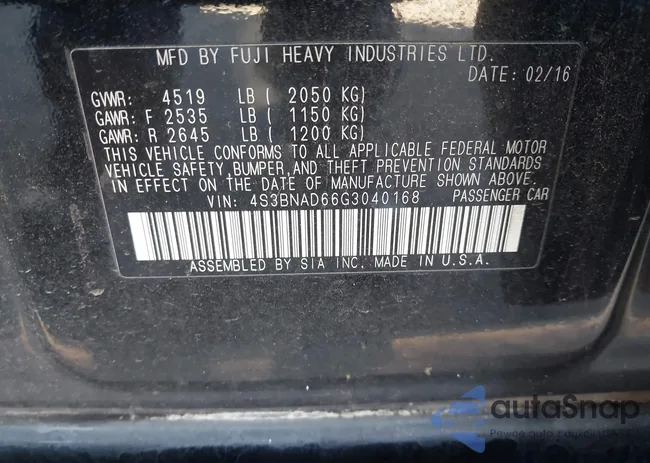 MFD BY FUJI HEAVY INDUSTRIES LTD.
DATE: 02/16
GVWR: 4519 LB ( 2050 KG)
GAWR: F 2535 LB ( 1150 KG)
GAWR: R 2645 LB ( 1200 KG)
THIS VEHICLE CONFORMS TO ALL APPLICABLE FEDERAL MOTOR
VEHICLE SAFETY, BUMPER, AND THEFT PREVENTION STANDARDS
IN EFFECT ON DATE OF MANUFACTURE SHOWN ABOVE.
VIN: 4S3BNAD66G3040168 PASSENGER CAR
ASSEMBLED BY SIA INC. MADE IN U.S.A.
autoSnap